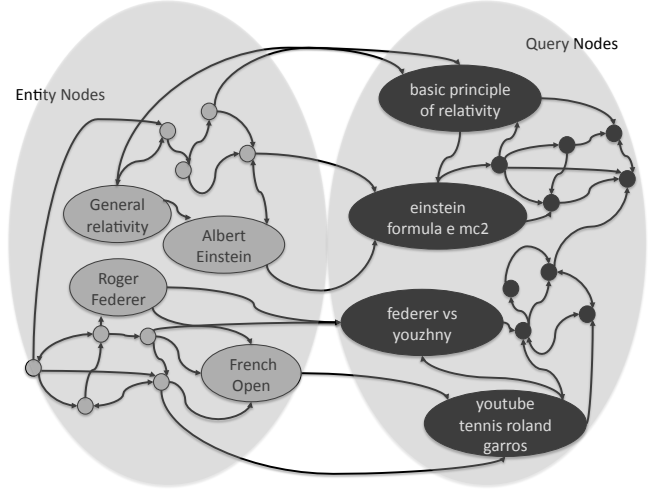 Entity Nodes
Query Nodes
basic principle
of relativity
General
relativity
Albert
Einstein
einstein
formula e mc2
Roger
Federer
federer vs
youzhny
French
Open
youtube
tennis roland
garros